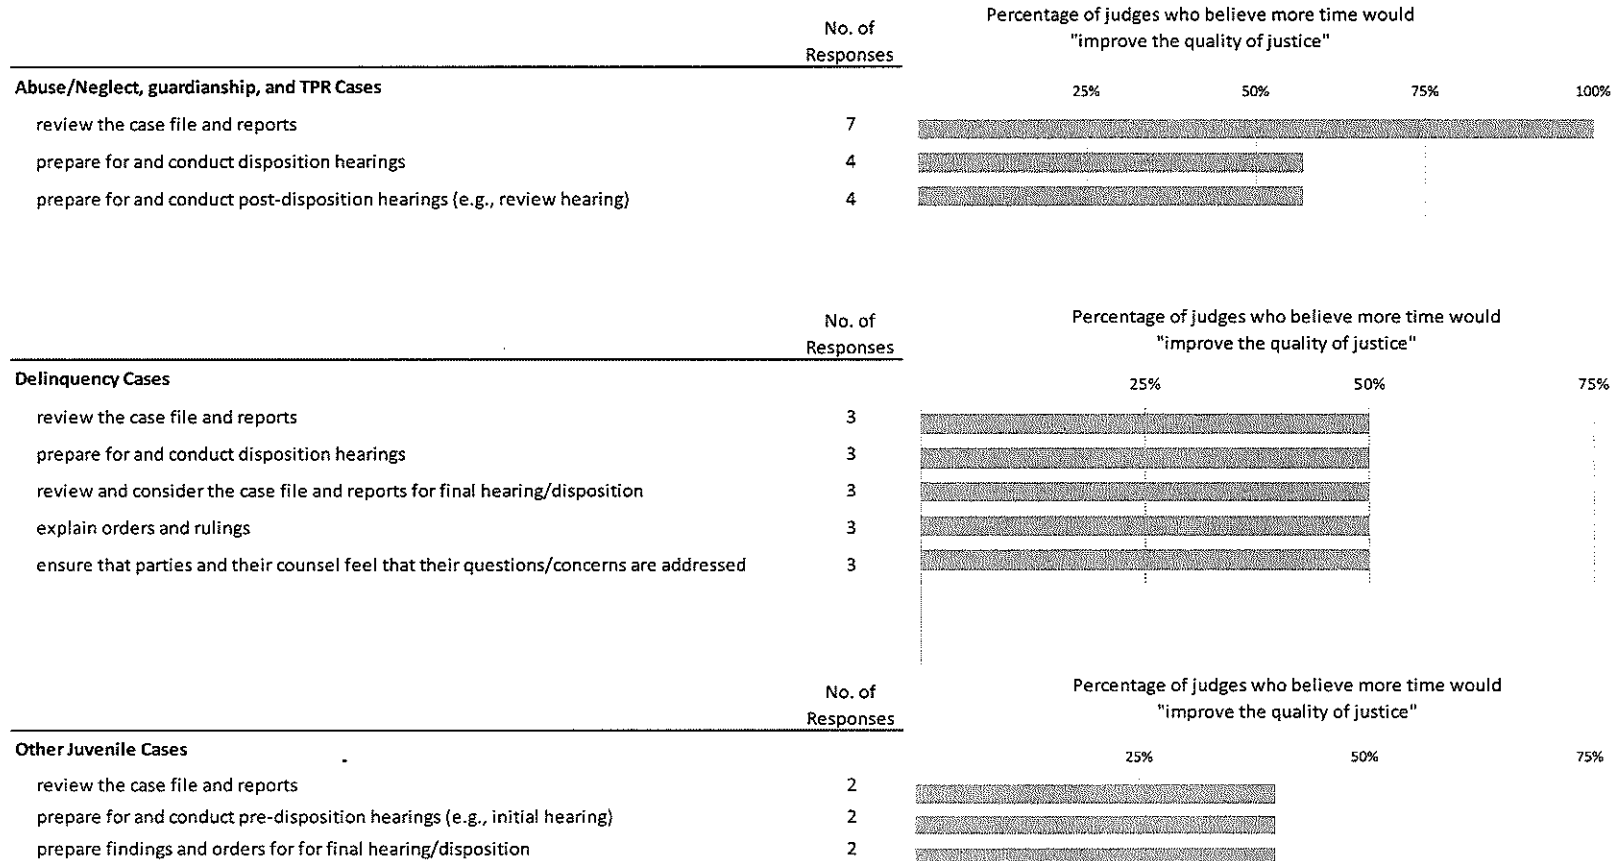 No. of
Responses
Percentage of judges who believe more time would
"improve the quality of justice"
Abuse/Neglect, guardianship, and TPR Cases
25% 50% 75% 100%
review the case file and reports 7
prepare for and conduct disposition hearings 4
prepare for and conduct post-disposition hearings (e.g., review hearing) 4
No. of
Responses
Percentage of judges who believe more time would
"improve the quality of justice"
Delinquency Cases
25% 50% 75%
review the case file and reports 3
prepare for and conduct disposition hearings 3
review and consider the case file and reports for final hearing/disposition 3
explain orders and rulings 3
ensure that parties and their counsel feel that their questions/concerns are addressed 3
No. of
Responses
Percentage of judges who believe more time would
"improve the quality of justice"
Other Juvenile Cases
25% 50% 75%
review the case file and reports 2
prepare for and conduct pre-disposition hearings (e.g., initial hearing) 2
prepare findings and orders for for final hearing/disposition 2